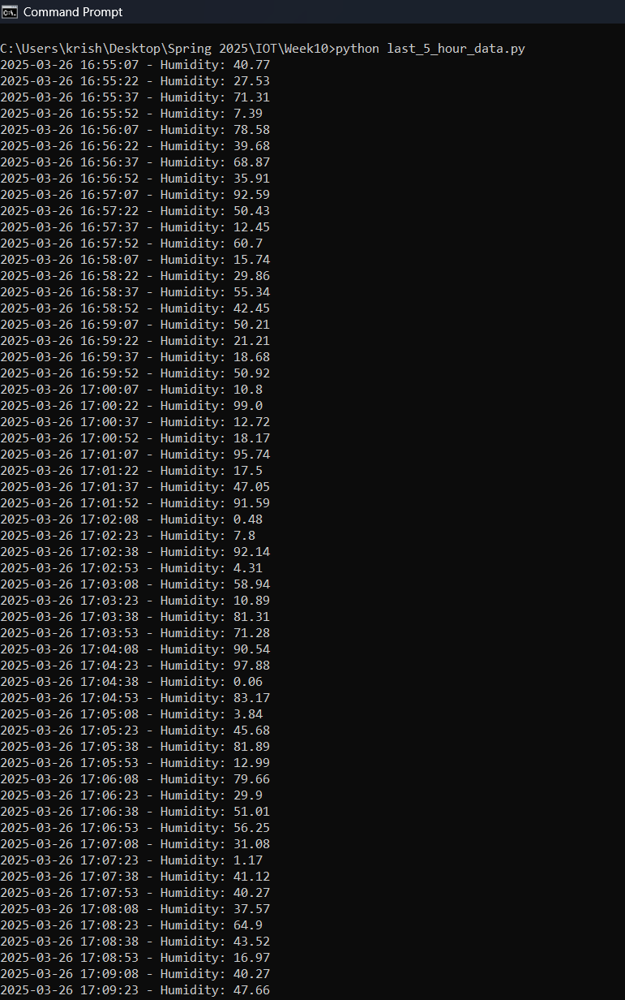 Command Prompt
C:\Users\krish\Desktop\Spring 2025\IOT\Week10>python last_5_hour_data.py
2025-03-26 16:55:07 - Humidity: 40.77
2025-03-26 16:55:22 - Humidity: 27.53
2025-03-26 16:55:37 - Humidity: 71.31
2025-03-26 16:55:52 - Humidity: 7.39
2025-03-26 16:56:07 - Humidity: 78.58
2025-03-26 16:56:22 - Humidity: 39.68
2025-03-26 16:56:37 - Humidity: 68.87
2025-03-26 16:56:52 - Humidity: 35.91
2025-03-26 16:57:07 - Humidity: 92.59
2025-03-26 16:57:22 - Humidity: 50.43
2025-03-26 16:57:37 - Humidity: 12.45
2025-03-26 16:57:52 - Humidity: 60.7
2025-03-26 16:58:07 - Humidity: 15.74
2025-03-26 16:58:22 - Humidity: 29.86
2025-03-26 16:58:37 - Humidity: 55.34
2025-03-26 16:58:52 - Humidity: 42.45
2025-03-26 16:59:07 - Humidity: 50.21
2025-03-26 16:59:22 - Humidity: 21.21
2025-03-26 16:59:37 - Humidity: 18.68
2025-03-26 16:59:52 - Humidity: 50.92
2025-03-26 17:00:07 - Humidity: 10.8
2025-03-26 17:00:22 - Humidity: 99.0
2025-03-26 17:00:37 - Humidity: 12.72
2025-03-26 17:00:52 - Humidity: 18.17
2025-03-26 17:01:07 - Humidity: 95.74
2025-03-26 17:01:22 - Humidity: 17.5
2025-03-26 17:01:37 - Humidity: 47.05
2025-03-26 17:01:52 - Humidity: 91.59
2025-03-26 17:02:08 - Humidity: 0.48
2025-03-26 17:02:23 - Humidity: 7.8
2025-03-26 17:02:38 - Humidity: 92.14
2025-03-26 17:02:53 - Humidity: 4.31
2025-03-26 17:03:08 - Humidity: 58.94
2025-03-26 17:03:23 - Humidity: 10.89
2025-03-26 17:03:38 - Humidity: 81.31
2025-03-26 17:03:53 - Humidity: 71.28
2025-03-26 17:04:08 - Humidity: 90.54
2025-03-26 17:04:23 - Humidity: 97.88
2025-03-26 17:04:38 - Humidity: 0.06
2025-03-26 17:04:53 - Humidity: 83.17
2025-03-26 17:05:08 - Humidity: 3.84
2025-03-26 17:05:23 - Humidity: 45.68
2025-03-26 17:05:38 - Humidity: 81.89
2025-03-26 17:05:53 - Humidity: 12.99
2025-03-26 17:06:08 - Humidity: 79.66
2025-03-26 17:06:23 - Humidity: 29.9
2025-03-26 17:06:38 - Humidity: 51.01
2025-03-26 17:06:53 - Humidity: 56.25
2025-03-26 17:07:08 - Humidity: 31.08
2025-03-26 17:07:23 - Humidity: 1.17
2025-03-26 17:07:38 - Humidity: 41.12
2025-03-26 17:07:53 - Humidity: 40.27
2025-03-26 17:08:08 - Humidity: 37.57
2025-03-26 17:08:23 - Humidity: 64.9
2025-03-26 17:08:38 - Humidity: 43.52
2025-03-26 17:08:53 - Humidity: 16.97
2025-03-26 17:09:08 - Humidity: 40.27
2025-03-26 17:09:23 - Humidity: 47.66